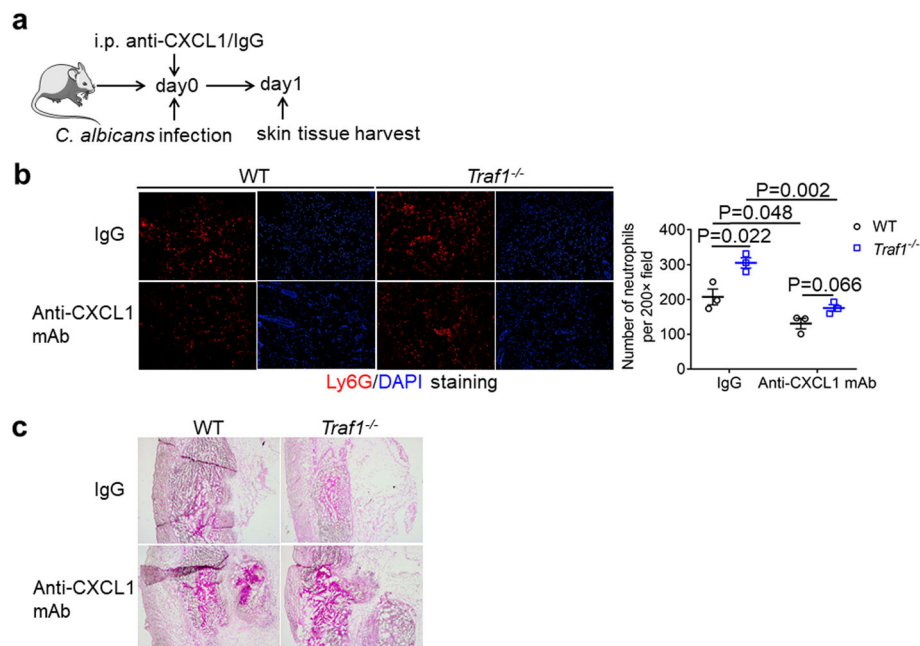 a
i.p. anti-CXCL1/IgG
day0
day1
C. albicans infection
skin tissue harvest
b
WT
Traf1-/-
IgG
Anti-CXCL1
mAb
Ly6G/DAPI staining
P=0.002
P=0.048
P=0.022
P=0.066
WT
Traf1-/-
Number of neutrophils
per 200× field
400
300
200
100
0
IgG
Anti-CXCL1 mAb
c
WT
Traf1-/-
IgG
Anti-CXCL1
mAb